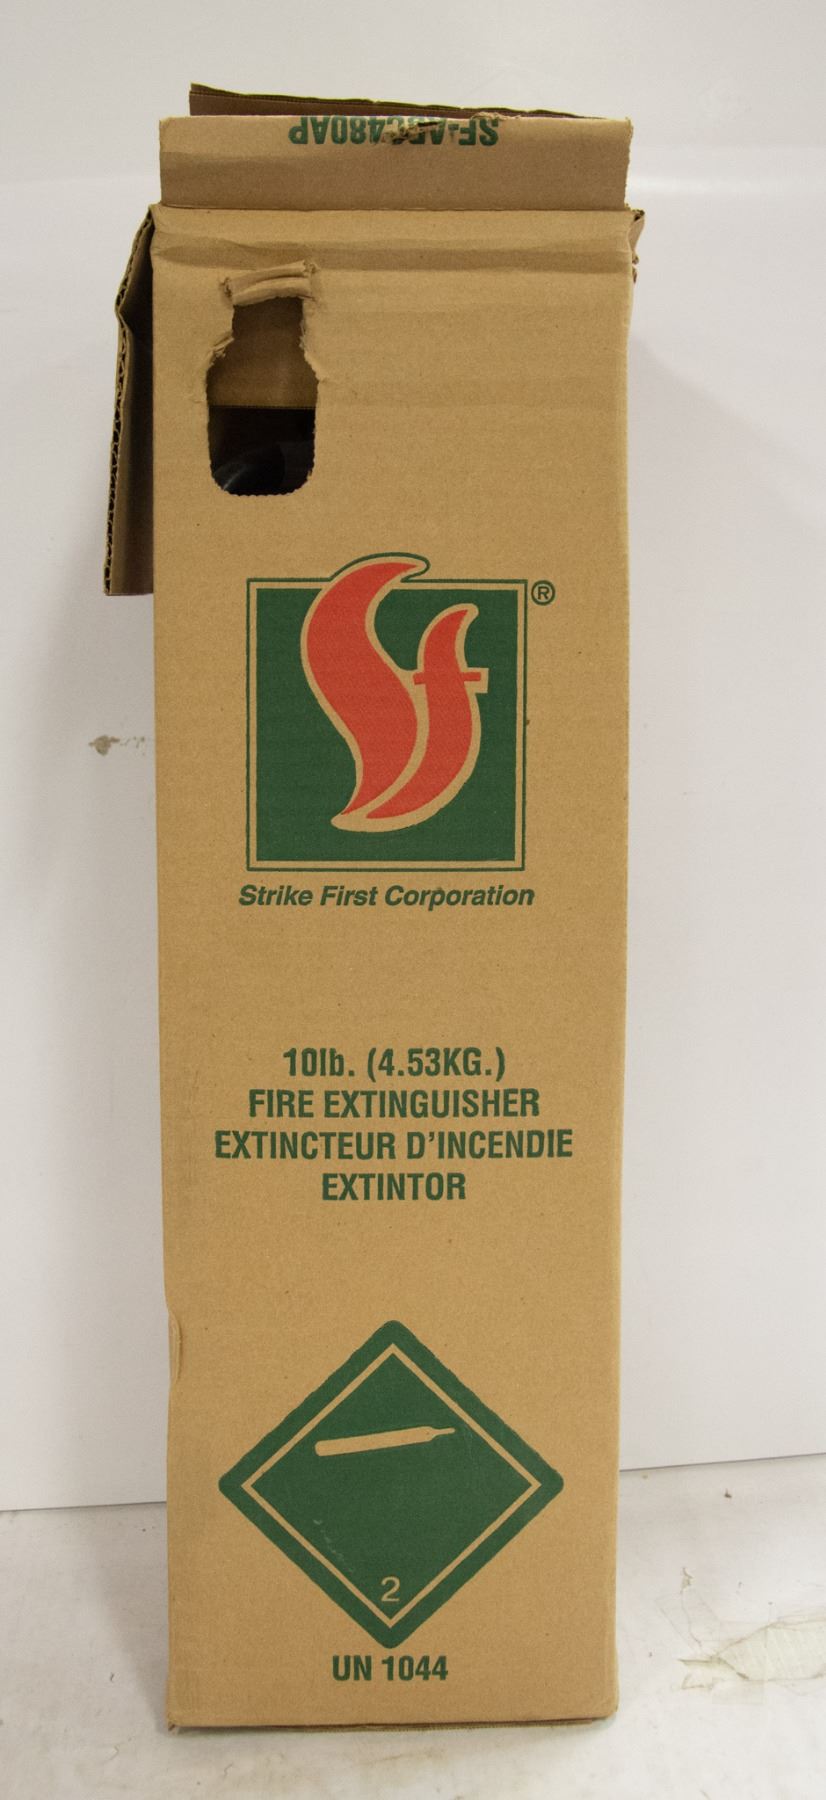 SF-ABC480AP
®
Strike First Corporation
10lb. (4.53KG.)
FIRE EXTINGUISHER
EXTINCTEUR D'INCENDIE
EXTINTOR
2
UN 1044